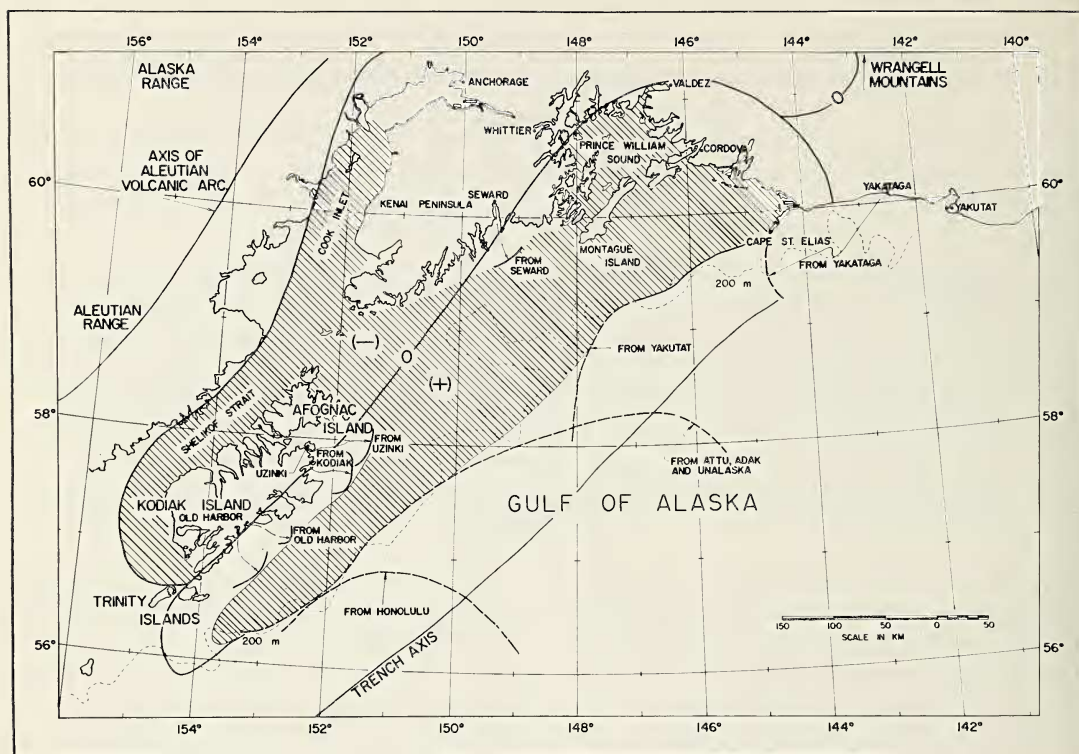 156° 154° 152° 150° 148° 146° 144° 142° 140°
ALASKA
RANGE
WRANGELL
MOUNTAINS
ANCHORAGE
VALDEZ
0
WHITTIER
PRINCE WILLIAM
SOUND
CORDOVA
AXIS OF
ALEUTIAN
VOLCANIC ARC
60°
60°
COOK INLET
KENAI PENINSULA
SEWARD
YAKATAGA
YAKUTAT
MONTAGUE
ISLAND
CAPE ST. ELIAS
FROM
SEWARD
FROM YAKATAGA
200 m
ALEUTIAN
RANGE
(—)
0
(+)
FROM YAKUTAT
58°
58°
SHELIKOF STRAIT
AFOGNAC
ISLAND
FROM
UZINKI
FROM
KODIAK
UZINKI
FROM ATTU, ADAK
AND UNALASKA
KODIAK ISLAND
OLD HARBOR
GULF OF ALASKA
FROM
OLD HARBOR
TRINITY
ISLANDS
FROM HONOLULU
200 m
150 100 50 0 50
SCALE IN KM
56°
56°
TRENCH AXIS
154° 152° 150° 148° 146° 144° 142°